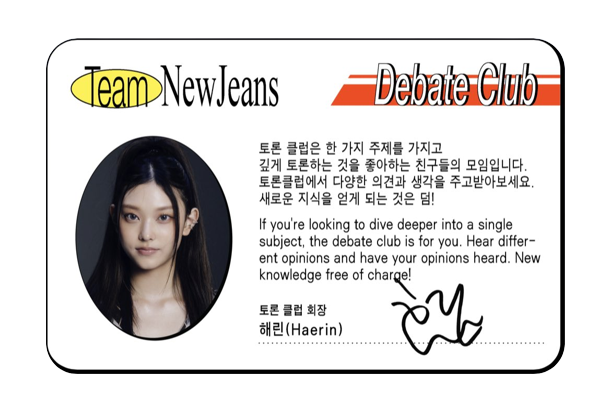 Team NewJeans
Debate Club
토론 클럽은 한 가지 주제를 가지고
깊게 토론하는 것을 좋아하는 친구들의 모임입니다.
토론클럽에서 다양한 의견과 생각을 주고받아보세요.
새로운 지식을 얻게 되는 것은 덤!
If you're looking to dive deeper into a single
subject, the debate club is for you. Hear differ-
ent opinions and have your opinions heard. New
knowledge free of charge!
토론 클럽 회장
해린(Haerin)